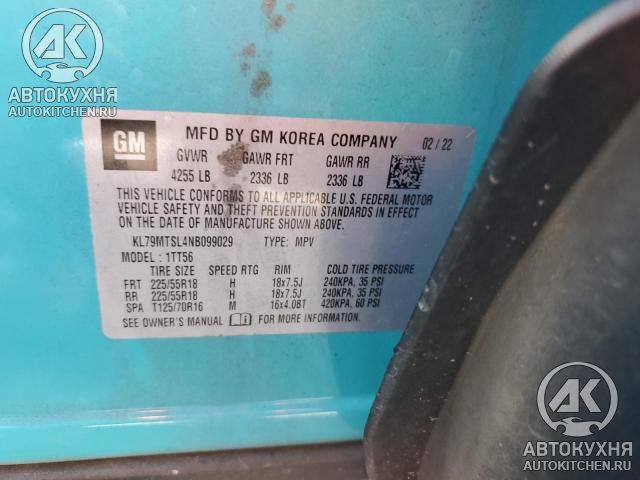 AK
АВТОКУХНЯ
AUTOKITCHEN.RU
GM
MFD BY GM KOREA COMPANY 02 / 22
GVWR GAWR FRT GAWR RR
4255 LB 2336 LB 2336 LB
THIS VEHICLE CONFORMS TO ALL APPLICABLE U.S. FEDERAL MOTOR
VEHICLE SAFETY AND THEFT PREVENTION STANDARDS IN EFFECT
ON THE DATE OF MANUFACTURE SHOWN ABOVE.
KL79MTSL4NB099029 TYPE: MPV
MODEL: 1TT56
TIRE SIZE SPEED RTG RIM COLD TIRE PRESSURE
FRT 225/55R18 H 18x7.5J 240KPA, 35 PSI
RR 225/55R18 H 18x7.5J 240KPA, 35 PSI
SPA T125/70R16 M 16x4.0BT 420KPA, 60 PSI
SEE OWNER'S MANUAL FOR MORE INFORMATION.
AK
АВТОКУХНЯ
AUTOKITCHEN.RU